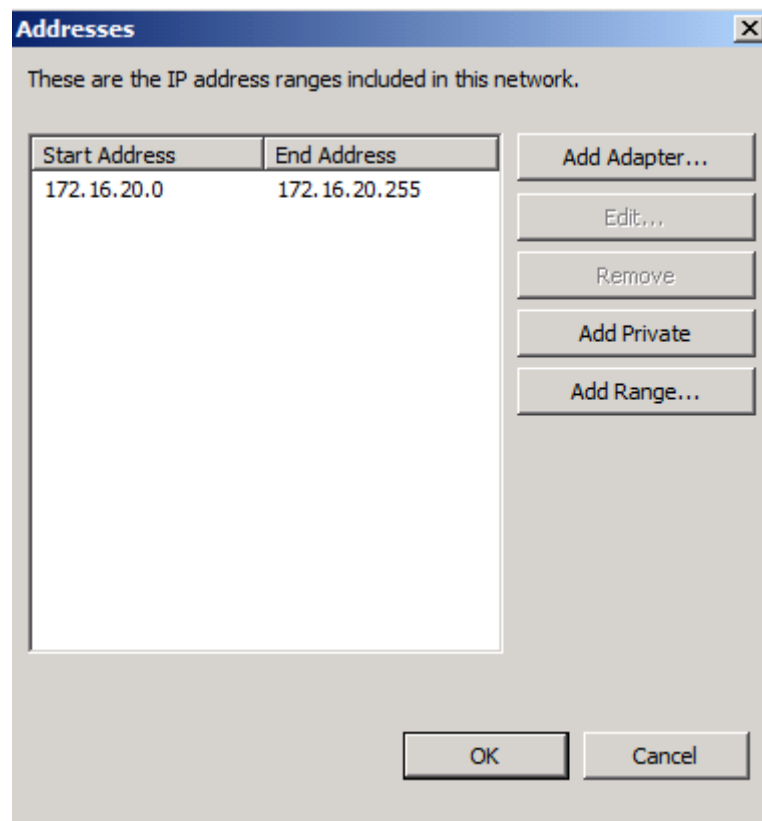 Addresses
These are the IP address ranges included in this network.
Start Address End Address
172.16.20.0 172.16.20.255
Add Adapter...
Edit...
Remove
Add Private
Add Range...
OK Cancel